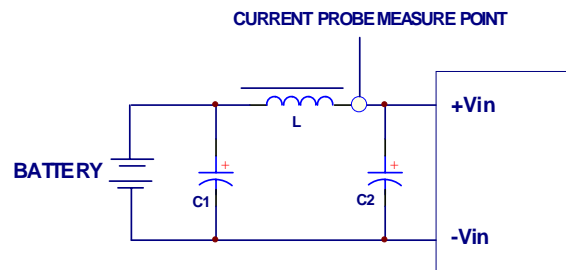 CURRENT PROBE MEASURE POINT
+Vin
L
BATTERY
+
C1
+
C2
-Vin